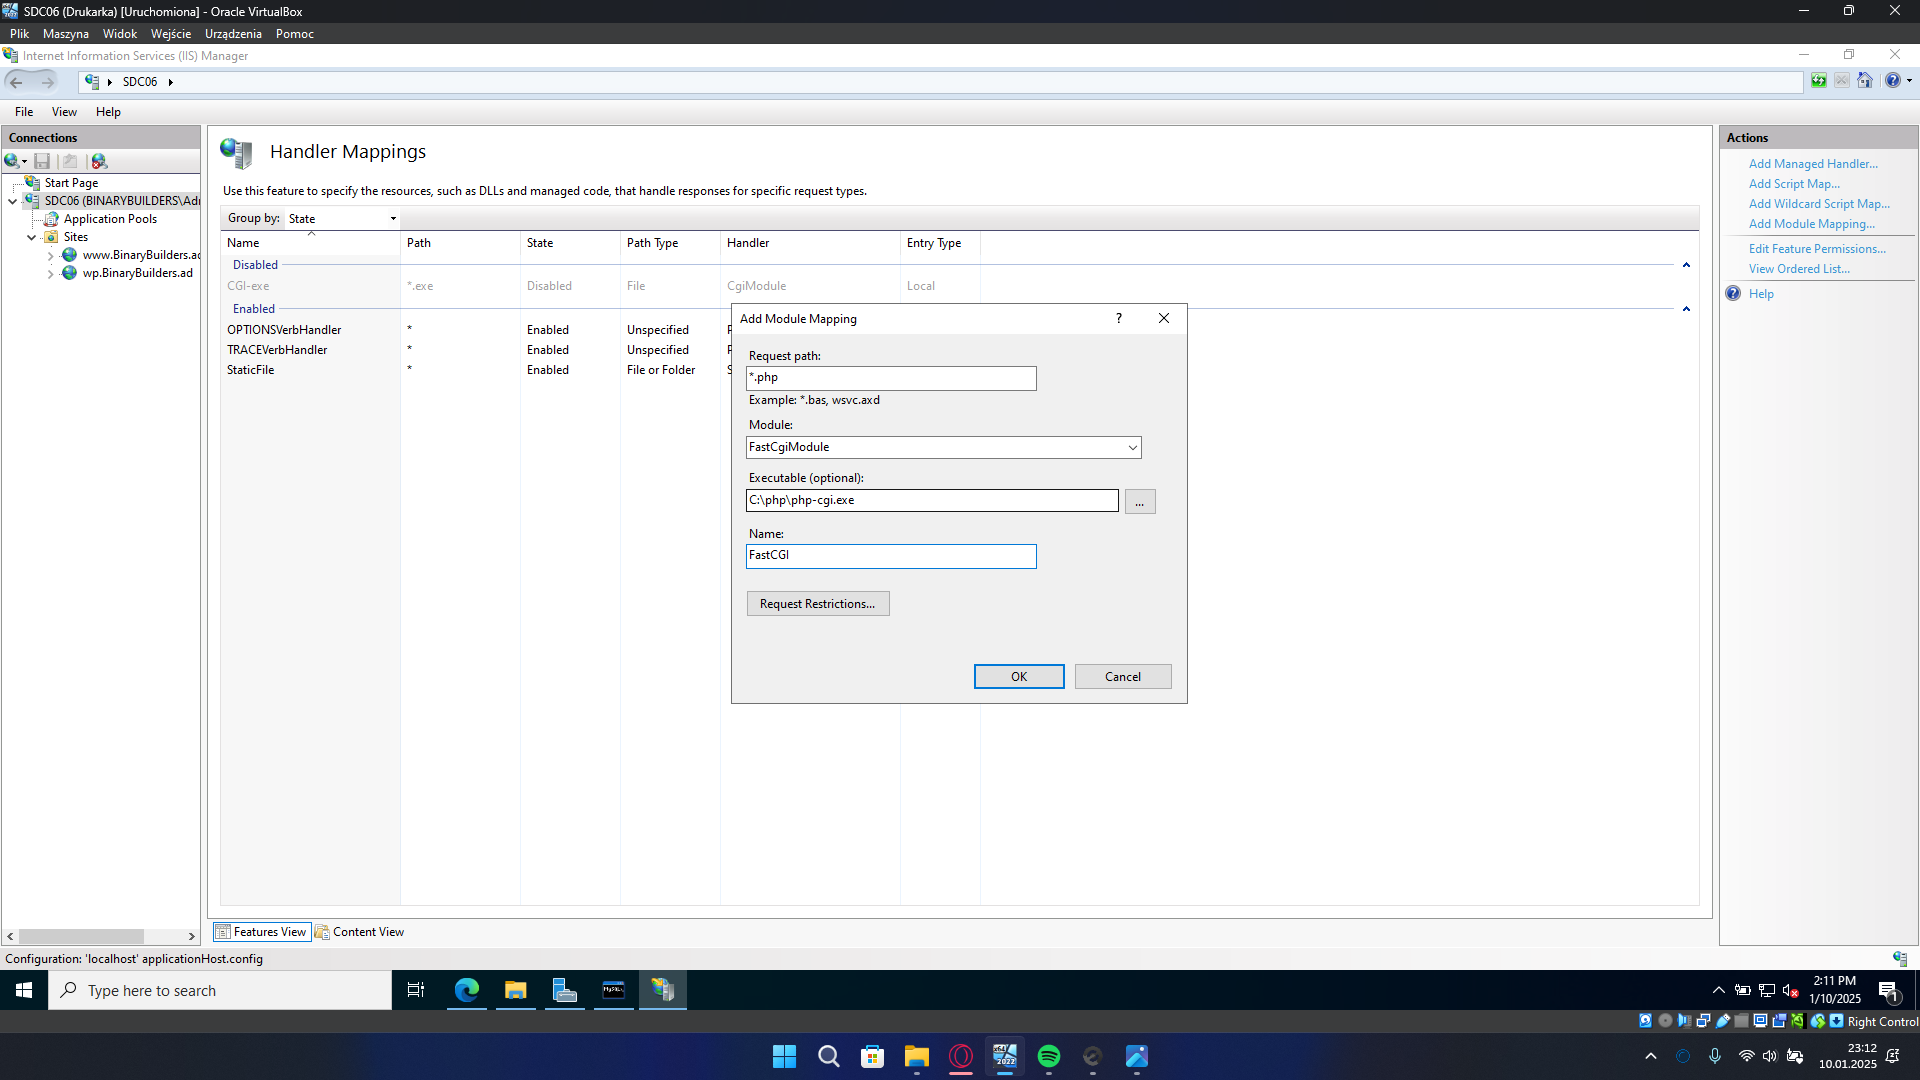 SDC06 (Drukarka) [Uruchomiona] - Oracle VirtualBox
Plik Maszyna Widok Wejście Urządzenia Pomoc
Internet Information Services (IIS) Manager
SDC06
File View Help
Connections
Start Page
SDC06 (BINARYBUILDERS\Adı
Application Pools
Sites
www.BinaryBuilders.ad
wp.BinaryBuilders.ad
Handler Mappings
Use this feature to specify the resources, such as DLLs and managed code, that handle responses for specific request types.
Group by: State
Name Path State Path Type Handler Entry Type
Disabled
CGI-exe *.exe Disabled File CgiModule Local
Enabled
OPTIONSVerbHandler * Enabled Unspecified
TRACEVerbHandler * Enabled Unspecified
StaticFile * Enabled File or Folder
Add Module Mapping ?
Request path:
*.php
Example: *.bas, wsvc.axd
Module:
FastCgiModule
Executable (optional):
C:\php\php-cgi.exe
...
Name:
FastCGI
Request Restrictions...
OK Cancel
Actions
Add Managed Handler...
Add Script Map...
Add Wildcard Script Map...
Add Module Mapping...
Edit Feature Permissions...
View Ordered List...
Help
Features View Content View
Configuration: 'localhost' applicationHost.config
Type here to search
2:11 PM
1/10/2025
1
Right Control
23:12
10.01.2025